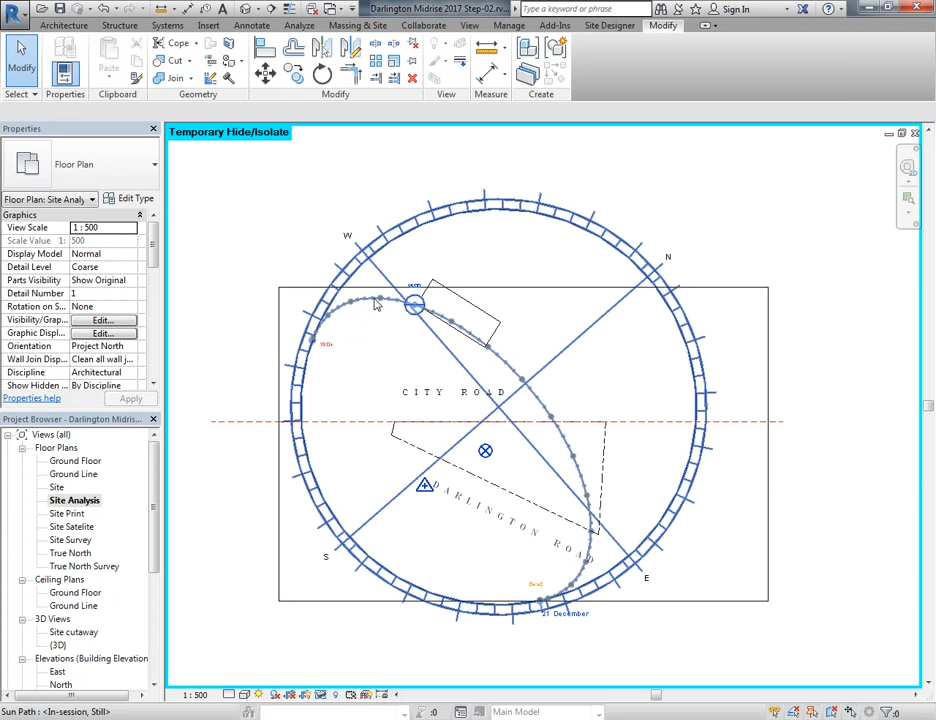 Darlington Midrise 2017 Step-02.rv...
Type a keyword or phrase
Sign In
Architecture Structure Systems Insert Annotate Analyze Massing & Site Collaborate View Manage Add-Ins Site Designer Modify
Modify
Paste
Cope
Cut
Join
Select Properties Clipboard Geometry Modify View Measure Create
Properties
Floor Plan
Floor Plan: Site Analy
Edit Type
Graphics
View Scale 1 : 500
Scale Value 1: 500
Display Model Normal
Detail Level Coarse
Parts Visibility Show Original
Detail Number 1
Rotation on S... None
Visibility/Grap... Edit...
Graphic Displ... Edit...
Orientation Project North
Wall Join Displ... Clean all wall j...
Discipline Architectural
Show Hidden ... By Discipline
Properties help
Apply
Project Browser - Darlington Midris...
Views (all)
Floor Plans
Ground Floor
Ground Line
Site
Site Analysis
Site Print
Site Satellite
Site Survey
True North
True North Survey
Ceiling Plans
Ground Floor
Ground Line
3D Views
Site cutaway
{3D}
Elevations (Building Elevation
East
North
Temporary Hide/Isolate
W
N
CITY ROAD
DARLINGTON ROAD
S
E
21 December
1 : 500
Sun Path : <In-session, Still>
:0
Main Model
:0